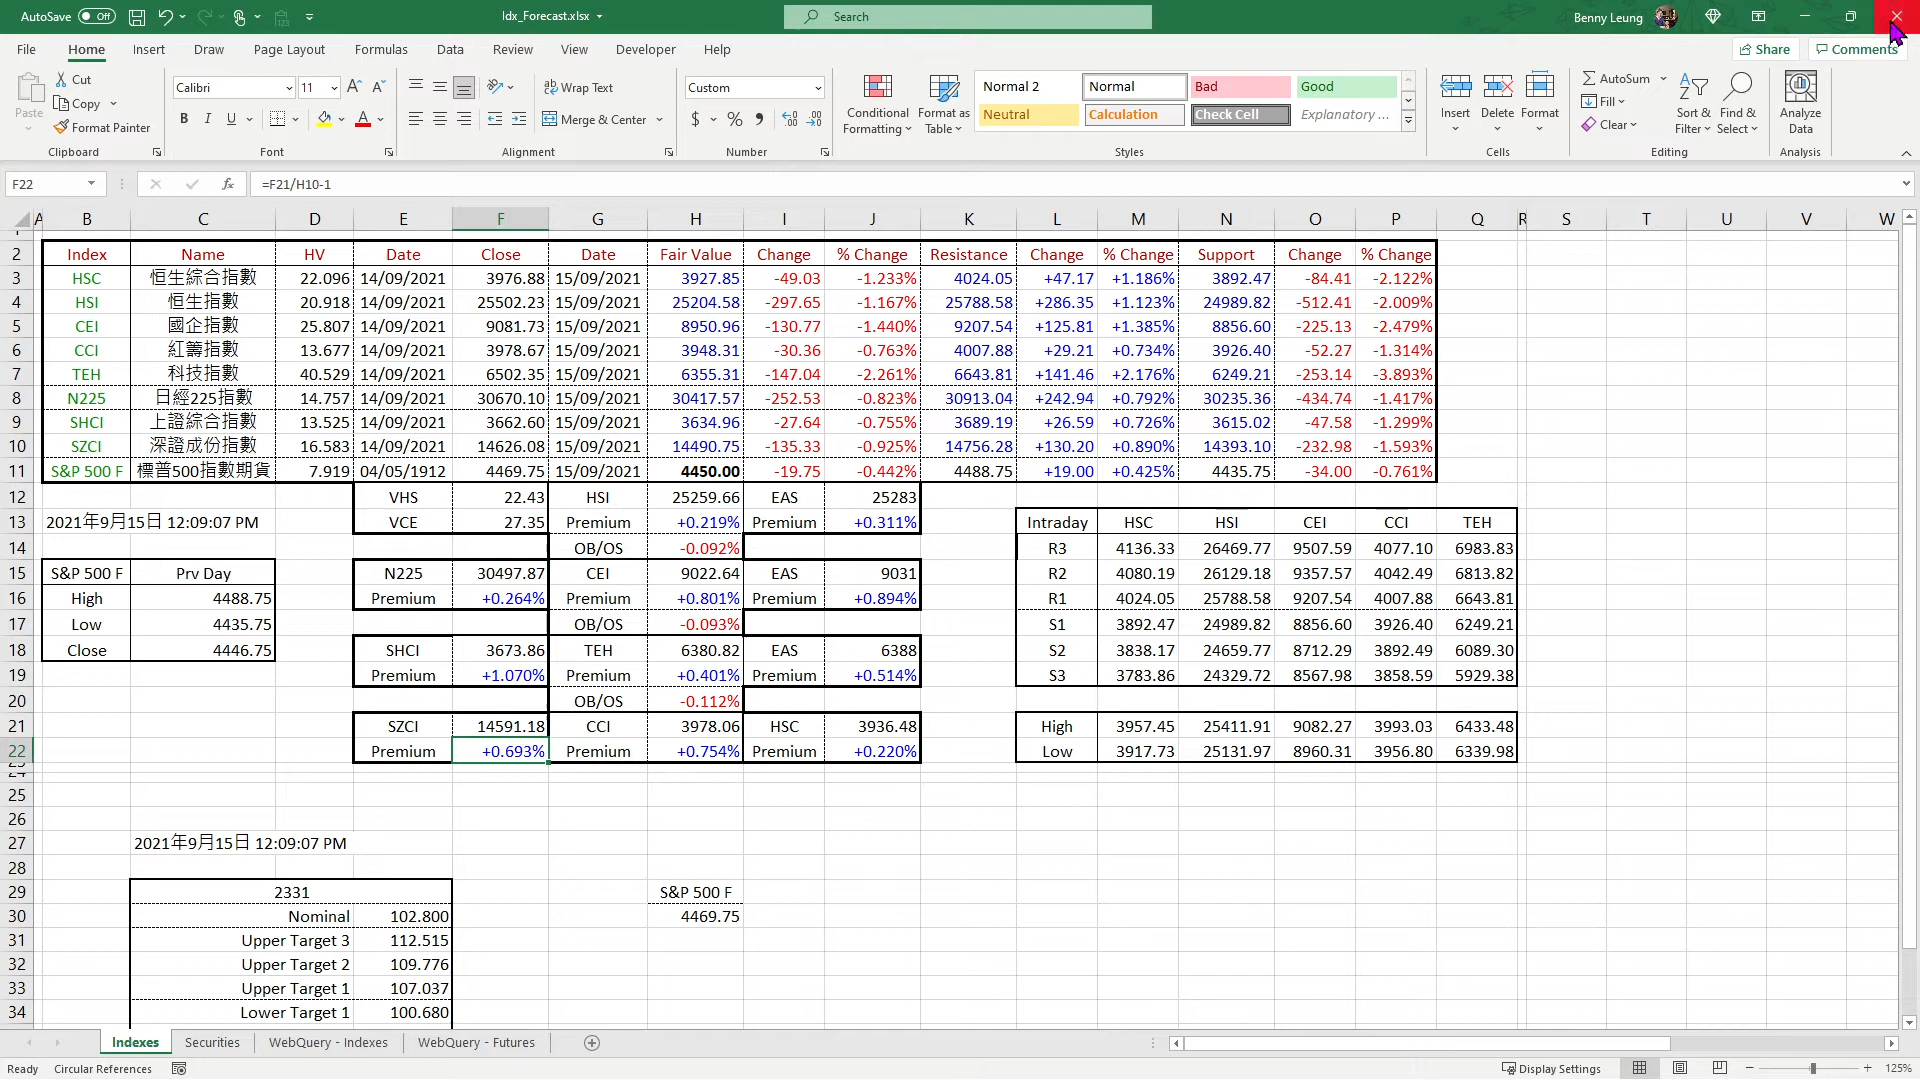 AutoSave Off Idx_Forecast.xlsx Search Benny Leung
File Home Insert Draw Page Layout Formulas Data Review View Developer Help Share Comments
Cut Calibri 11 Wrap Text Custom Normal 2 Normal Bad Good AutoSum
Paste Copy Format Painter B I U Merge & Center $ % Conditional Formatting Format as Table Neutral Calculation Check Cell Explanatory ... Insert Delete Format Fill Clear Sort & Filter Find & Select Analyze Data
Clipboard Font Alignment Number Styles Cells Editing Analysis
F22 fx =F21/H10-1
A B C D E F G H I J K L M N O P Q R S T U V W
2 Index Name HV Date Close Date Fair Value Change % Change Resistance Change % Change Support Change % Change
3 HSC 恒生綜合指數 22.096 14/09/2021 3976.88 15/09/2021 3927.85 -49.03 -1.233% 4024.05 +47.17 +1.186% 3892.47 -84.41 -2.122%
4 HSI 恒生指數 20.918 14/09/2021 25502.23 15/09/2021 25204.58 -297.65 -1.167% 25788.58 +286.35 +1.123% 24989.82 -512.41 -2.009%
5 CEI 國企指數 25.807 14/09/2021 9081.73 15/09/2021 8950.96 -130.77 -1.440% 9207.54 +125.81 +1.385% 8856.60 -225.13 -2.479%
6 CCI 紅籌指數 13.677 14/09/2021 3978.67 15/09/2021 3948.31 -30.36 -0.763% 4007.88 +29.21 +0.734% 3926.40 -52.27 -1.314%
7 TEH 科技指數 40.529 14/09/2021 6502.35 15/09/2021 6355.31 -147.04 -2.261% 6643.81 +141.46 +2.176% 6249.21 -253.14 -3.893%
8 N225 日經225指數 14.757 14/09/2021 30670.10 15/09/2021 30417.57 -252.53 -0.823% 30913.04 +242.94 +0.792% 30235.36 -434.74 -1.417%
9 SHCI 上證綜合指數 13.525 14/09/2021 3662.60 15/09/2021 3634.96 -27.64 -0.755% 3689.19 +26.59 +0.726% 3615.02 -47.58 -1.299%
10 SZCI 深證成份指數 16.583 14/09/2021 14626.08 15/09/2021 14490.75 -135.33 -0.925% 14756.28 +130.20 +0.890% 14393.10 -232.98 -1.593%
11 S&P 500 F 標普500指數期貨 7.919 04/05/1912 4469.75 15/09/2021 4450.00 -19.75 -0.442% 4488.75 +19.00 +0.425% 4435.75 -34.00 -0.761%
12 VHS 22.43 HSI 25259.66 EAS 25283
13 2021年9月15日 12:09:07 PM VCE 27.35 Premium +0.219% Premium +0.311% Intraday HSC HSI CEI CCI TEH
14 OB/OS -0.092% R3 4136.33 26469.77 9507.59 4077.10 6983.83
15 S&P 500 F Prv Day N225 30497.87 CEI 9022.64 EAS 9031 R2 4080.19 26129.18 9357.57 4042.49 6813.82
16 High 4488.75 Premium +0.264% Premium +0.801% Premium +0.894% R1 4024.05 25788.58 9207.54 4007.88 6643.81
17 Low 4435.75 OB/OS -0.093% S1 3892.47 24989.82 8856.60 3926.40 6249.21
18 Close 4446.75 SHCI 3673.86 TEH 6380.82 EAS 6388 S2 3838.17 24659.77 8712.29 3892.49 6089.30
19 Premium +1.070% Premium +0.401% Premium +0.514% S3 3783.86 24329.72 8567.98 3858.59 5929.38
20 OB/OS -0.112%
21 SZCI 14591.18 CCI 3978.06 HSC 3936.48 High 3957.45 25411.91 9082.27 3993.03 6433.48
22 Premium +0.693% Premium +0.754% Premium +0.220% Low 3917.73 25131.97 8960.31 3956.80 6339.98
25
26
27 2021年9月15日 12:09:07 PM
28
29 2331 S&P 500 F
30 Nominal 102.800 4469.75
31 Upper Target 3 112.515
32 Upper Target 2 109.776
33 Upper Target 1 107.037
34 Lower Target 1 100.680
Indexes Securities WebQuery - Indexes WebQuery - Futures
Ready Circular References Display Settings 125%